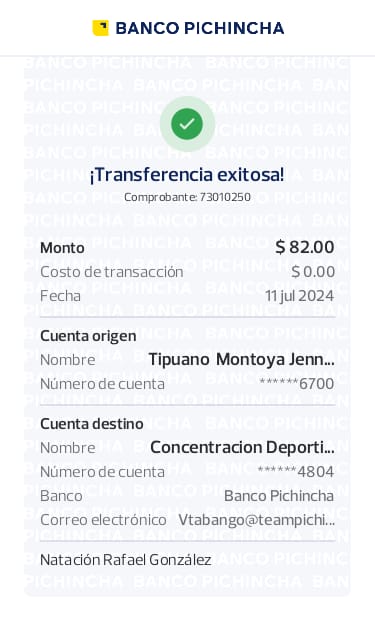 BANCO PICHINCHA
¡Transferencia exitosa!
Comprobante: 73010250
Monto $ 82.00
Costo de transacción $ 0.00
Fecha 11 jul 2024
Cuenta origen
Nombre Tipuano Montoya Jenn...
Número de cuenta ******6700
Cuenta destino
Nombre Concentracion Deporti...
Número de cuenta ******4804
Banco Banco Pichincha
Correo electrónico Vtabango@teampichi...
Natación Rafael González